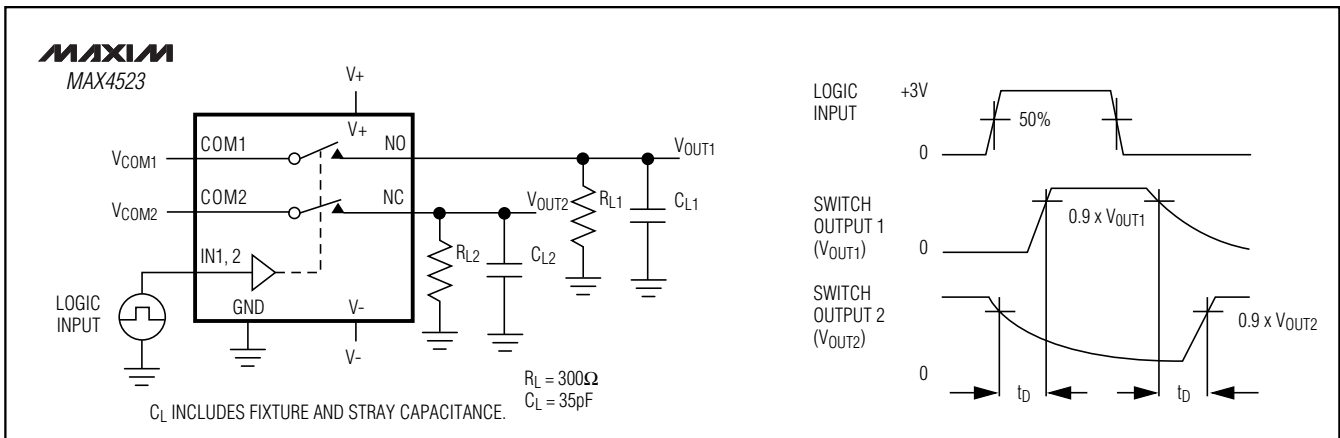 MAXIM
MAX4523
V+
V+
COM1
NO
VCOM1
VOUT1
COM2
NC
VCOM2
VOUT2
RL1
CL1
RL2
CL2
IN1, 2
LOGIC
INPUT
GND
V-
V-
RL = 300Ω
CL = 35pF
CL INCLUDES FIXTURE AND STRAY CAPACITANCE.
LOGIC
INPUT
+3V
50%
0
SWITCH
OUTPUT 1
(VOUT1)
0.9 x VOUT1
0
SWITCH
OUTPUT 2
(VOUT2)
0.9 x VOUT2
0
tD
tD